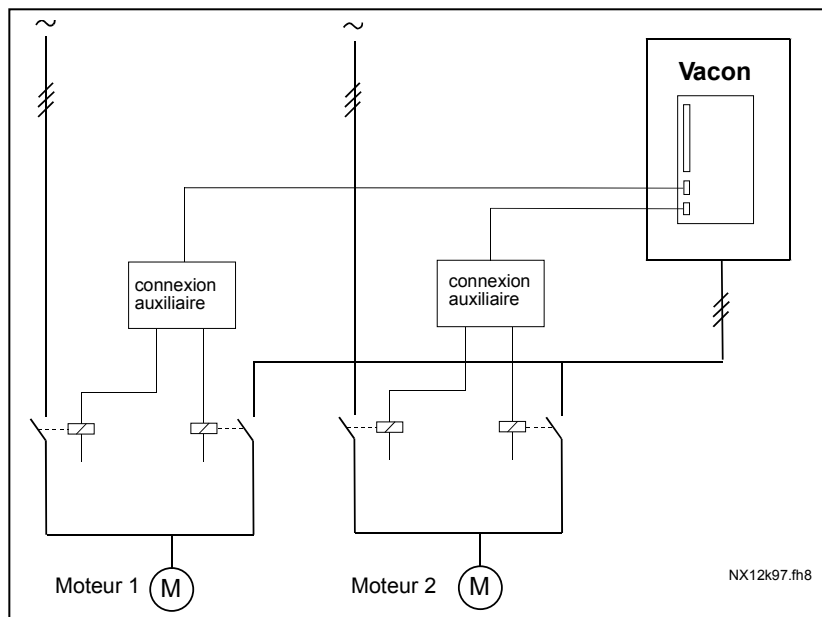 ~
~
Vacon
connexion
auxiliaire
connexion
auxiliaire
Moteur 1
M
Moteur 2
M
NX12k97.fh8